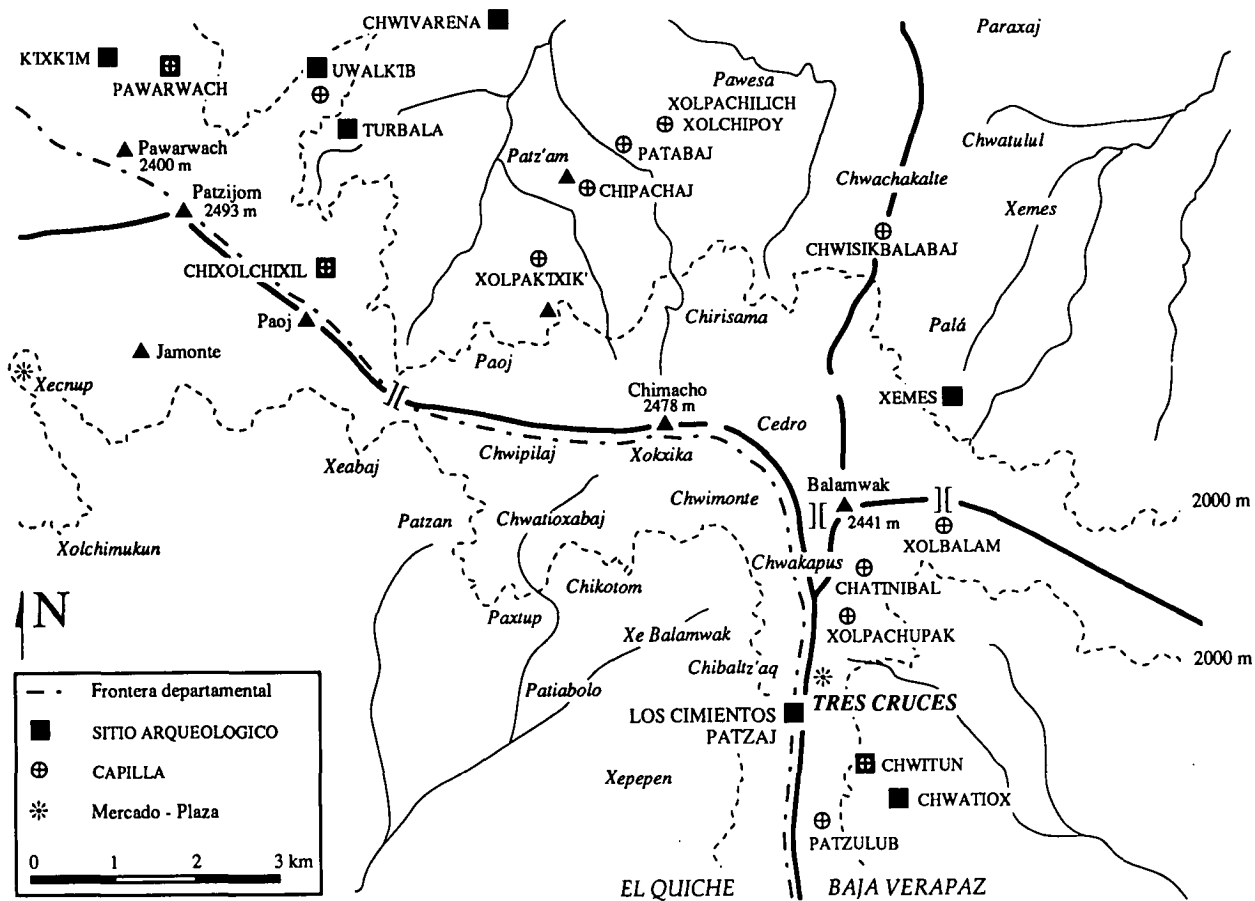 CHWIVARENA
Paraxaj
K'IXK'IM
PAWARWACH
UWALK'IB
Pawesa
XOLPACHILICH
XOLCHIPOY
TURBALA
PATABAJ
Chwatulul
Pawarwach
2400 m
Patz'am
CHIPACHAJ
Chwachakalte
Patzijom
2493 m
Xemes
CHWISIKBALABAJ
CHIXOLCHIXIL
XOLPAK'IXIK'
Chirisama
Palá
Paoj
Jamonte
Paoj
Xecnup
Chimacho
2478 m
XEMES
Cedro
Chwipilaj
Xokxika
Xeabaj
Balamwak
2441 m
Chwimonte
2000 m
Patzan
Chwatioxabaj
XOLBALAM
Xolchimukun
Chwakapus
Chikotom
CHATINIBAL
N
Paxtup
Xe Balamwak
XOLPACHUPAK
2000 m
Chibaltz'aq
Patiabolo
TRES CRUCES
LOS CIMIENTOS
PATZAJ
Frontera departamental
SITIO ARQUEOLOGICO
CAPILLA
Mercado - Plaza
0 1 2 3 km
Xepepen
CHWITUN
CHWATIOX
PATZULUB
EL QUICHE
BAJA VERAPAZ